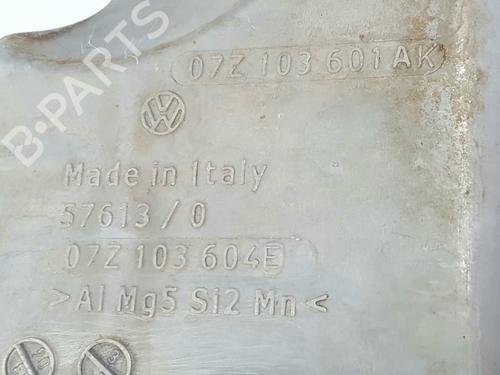 07Z 103 601 AK
B-PARTS
VW
Made in Italy
57613/0
07Z 103 604E
>Al Mg5 Si2 Mn<